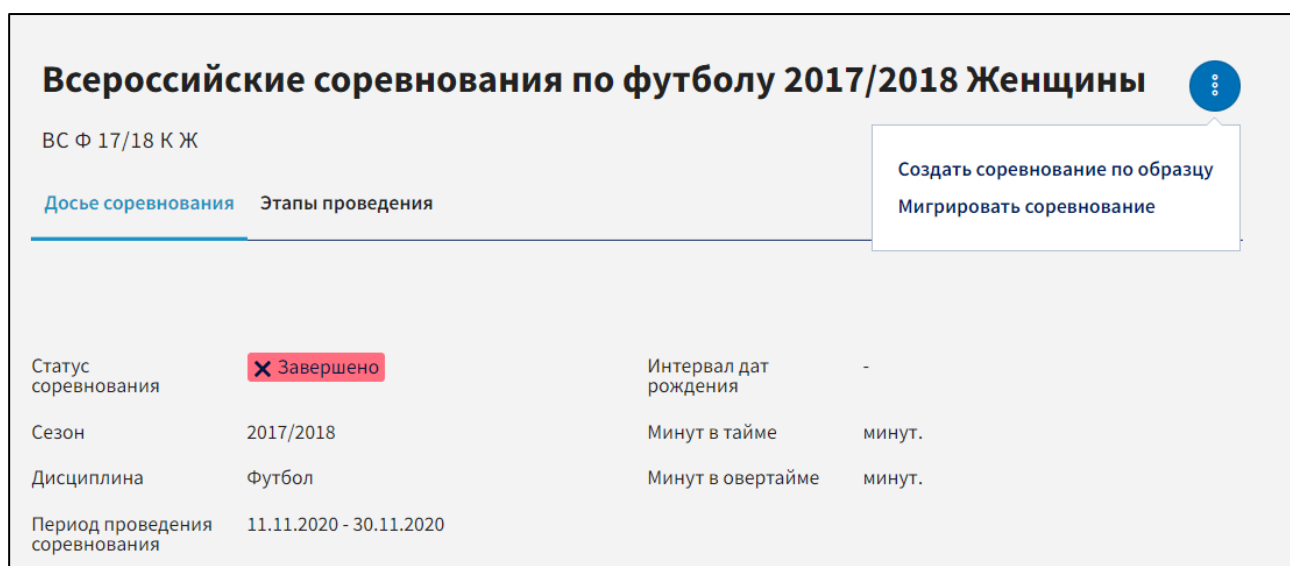 Всероссийские соревнования по футболу 2017/2018 Женщины
ВС Ф 17/18 К Ж
Создать соревнование по образцу
Мигрировать соревнование
Досье соревнования Этапы проведения
Статус
соревнования
Завершено
Интервал дат
рождения
-
Сезон 2017/2018
Минут в тайме минут.
Дисциплина Футбол
Минут в овертайме минут.
Период проведения
соревнования
11.11.2020 - 30.11.2020